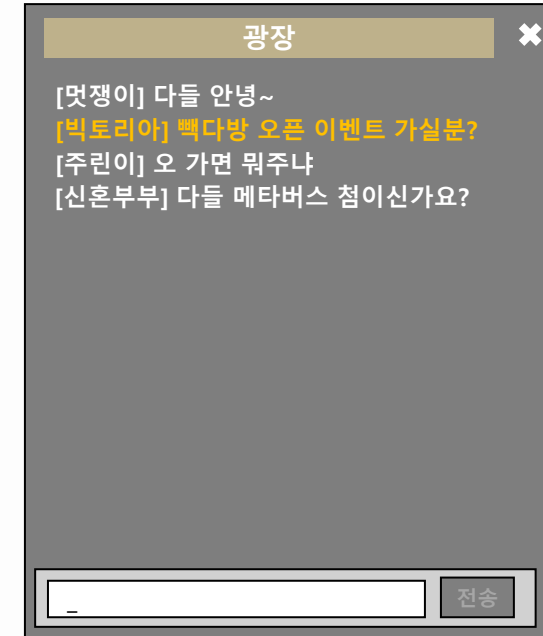 광장
✖
[멋쟁이] 다들 안녕~
[빅토리아] 빽다방 오픈 이벤트 가실분?
[주린이] 오 가면 뭐주냐
[신혼부부] 다들 메타버스 첨이신가요?
_
전송